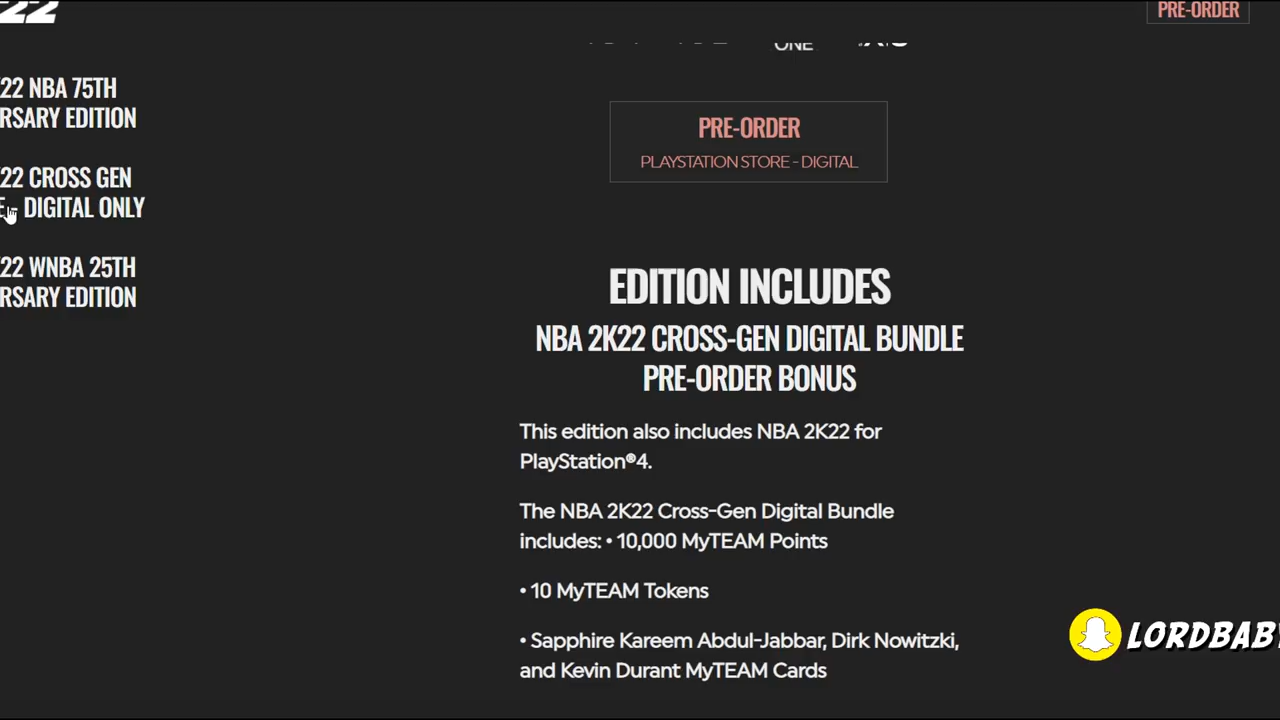 22
PRE-ORDER
ONE
22 NBA 75TH
RSARY EDITION
22 CROSS GEN
E - DIGITAL ONLY
22 WNBA 25TH
RSARY EDITION
PRE-ORDER
PLAYSTATION STORE - DIGITAL
EDITION INCLUDES
NBA 2K22 CROSS-GEN DIGITAL BUNDLE
PRE-ORDER BONUS
This edition also includes NBA 2K22 for
PlayStation®4.
The NBA 2K22 Cross-Gen Digital Bundle
includes: • 10,000 MyTEAM Points
• 10 MyTEAM Tokens
• Sapphire Kareem Abdul-Jabbar, Dirk Nowitzki,
and Kevin Durant MyTEAM Cards
LORDBABY